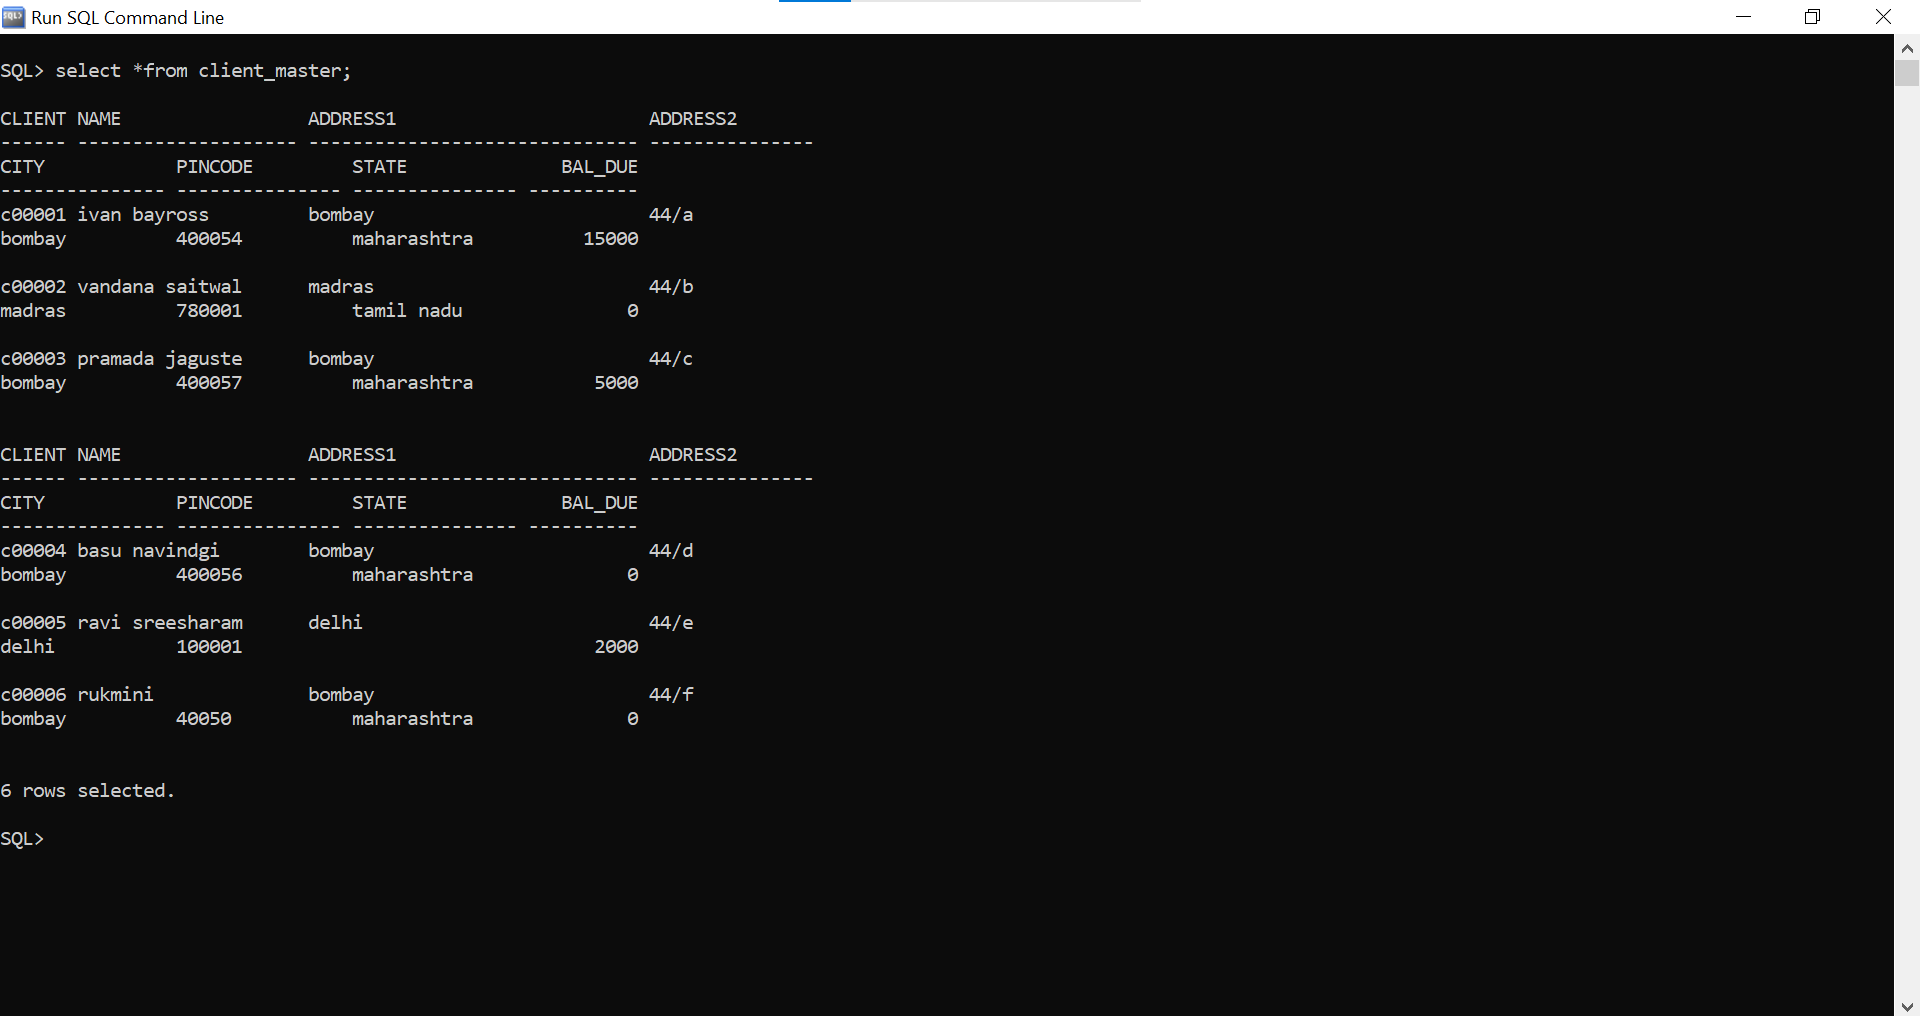 Run SQL Command Line
SQL> select *from client_master;
CLIENT NAME                 ADDRESS1                       ADDRESS2
------ -------------------- ------------------------------ ---------------
CITY            PINCODE         STATE              BAL_DUE
--------------- --------------- --------------- ----------
c00001 ivan bayross         bombay                         44/a
bombay          400054          maharashtra          15000
c00002 vandana saitwal      madras                         44/b
madras          780001          tamil nadu               0
c00003 pramada jaguste      bombay                         44/c
bombay          400057          maharashtra           5000
CLIENT NAME                 ADDRESS1                       ADDRESS2
------ -------------------- ------------------------------ ---------------
CITY            PINCODE         STATE              BAL_DUE
--------------- --------------- --------------- ----------
c00004 basu navindgi        bombay                         44/d
bombay          400056          maharashtra              0
c00005 ravi sreesharam      delhi                          44/e
delhi           100001                                2000
c00006 rukmini              bombay                         44/f
bombay          40050           maharashtra              0
6 rows selected.
SQL>